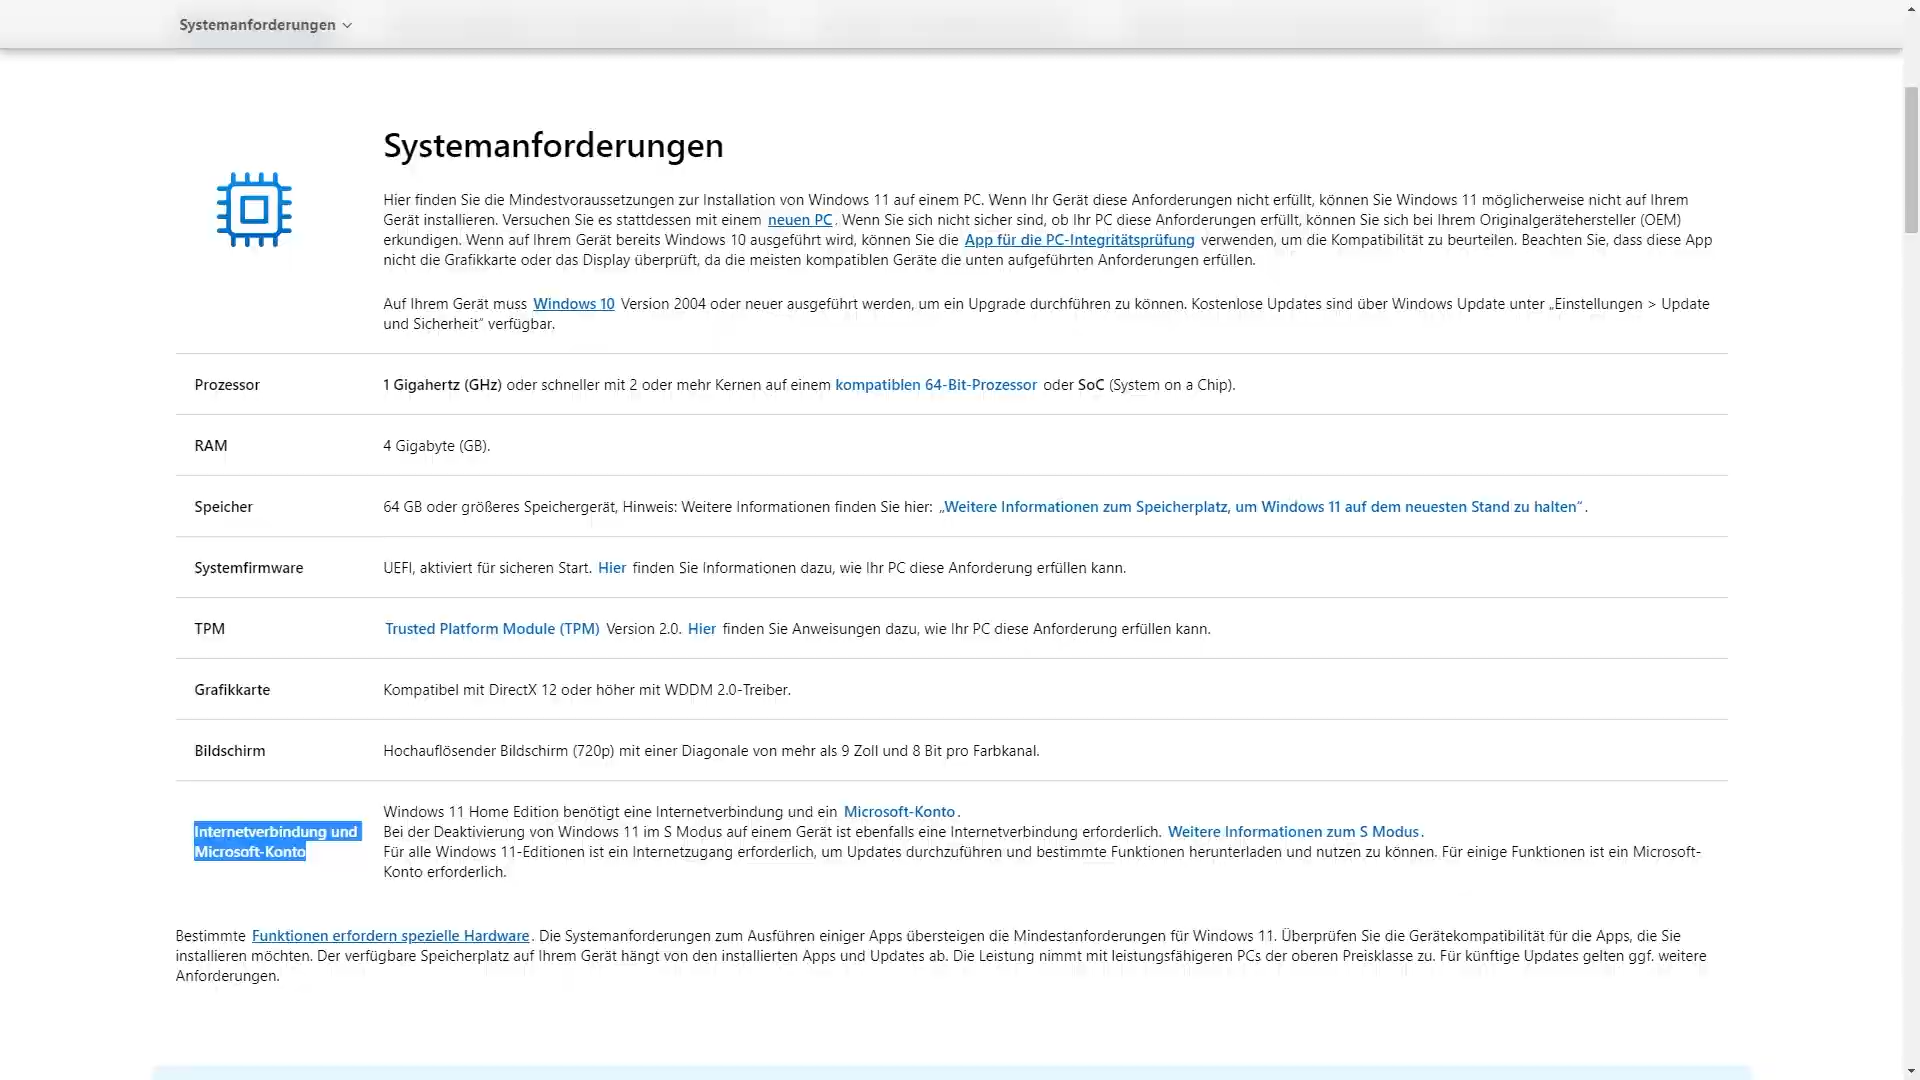 Systemanforderungen
Systemanforderungen
Hier finden Sie die Mindestvoraussetzungen zur Installation von Windows 11 auf einem PC. Wenn Ihr Gerät diese Anforderungen nicht erfüllt, können Sie Windows 11 möglicherweise nicht auf Ihrem
Gerät installieren. Versuchen Sie es stattdessen mit einem neuen PC. Wenn Sie sich nicht sicher sind, ob Ihr PC diese Anforderungen erfüllt, können Sie sich bei Ihrem Originalgerätehersteller (OEM)
erkundigen. Wenn auf Ihrem Gerät bereits Windows 10 ausgeführt wird, können Sie die App für die PC-Integritätsprüfung verwenden, um die Kompatibilität zu beurteilen. Beachten Sie, dass diese App
nicht die Grafikkarte oder das Display überprüft, da die meisten kompatiblen Geräte die unten aufgeführten Anforderungen erfüllen.
Auf Ihrem Gerät muss Windows 10 Version 2004 oder neuer ausgeführt werden, um ein Upgrade durchführen zu können. Kostenlose Updates sind über Windows Update unter „Einstellungen > Update
und Sicherheit“ verfügbar.
Prozessor
1 Gigahertz (GHz) oder schneller mit 2 oder mehr Kernen auf einem kompatiblen 64-Bit-Prozessor oder SoC (System on a Chip).
RAM
4 Gigabyte (GB).
Speicher
64 GB oder größeres Speichergerät, Hinweis: Weitere Informationen finden Sie hier: „Weitere Informationen zum Speicherplatz, um Windows 11 auf dem neuesten Stand zu halten“.
Systemfirmware
UEFI, aktiviert für sicheren Start. Hier finden Sie Informationen dazu, wie Ihr PC diese Anforderung erfüllen kann.
TPM
Trusted Platform Module (TPM) Version 2.0. Hier finden Sie Anweisungen dazu, wie Ihr PC diese Anforderung erfüllen kann.
Grafikkarte
Kompatibel mit DirectX 12 oder höher mit WDDM 2.0-Treiber.
Bildschirm
Hochauflösender Bildschirm (720p) mit einer Diagonale von mehr als 9 Zoll und 8 Bit pro Farbkanal.
Internetverbindung und
Microsoft-Konto
Windows 11 Home Edition benötigt eine Internetverbindung und ein Microsoft-Konto.
Bei der Deaktivierung von Windows 11 im S Modus auf einem Gerät ist ebenfalls eine Internetverbindung erforderlich. Weitere Informationen zum S Modus.
Für alle Windows 11-Editionen ist ein Internetzugang erforderlich, um Updates durchzuführen und bestimmte Funktionen herunterladen und nutzen zu können. Für einige Funktionen ist ein Microsoft-
Konto erforderlich.
Bestimmte Funktionen erfordern spezielle Hardware. Die Systemanforderungen zum Ausführen einiger Apps übersteigen die Mindestanforderungen für Windows 11. Überprüfen Sie die Gerätekompatibilität für die Apps, die Sie
installieren möchten. Der verfügbare Speicherplatz auf Ihrem Gerät hängt von den installierten Apps und Updates ab. Die Leistung nimmt mit leistungsfähigeren PCs der oberen Preisklasse zu. Für künftige Updates gelten ggf. weitere
Anforderungen.